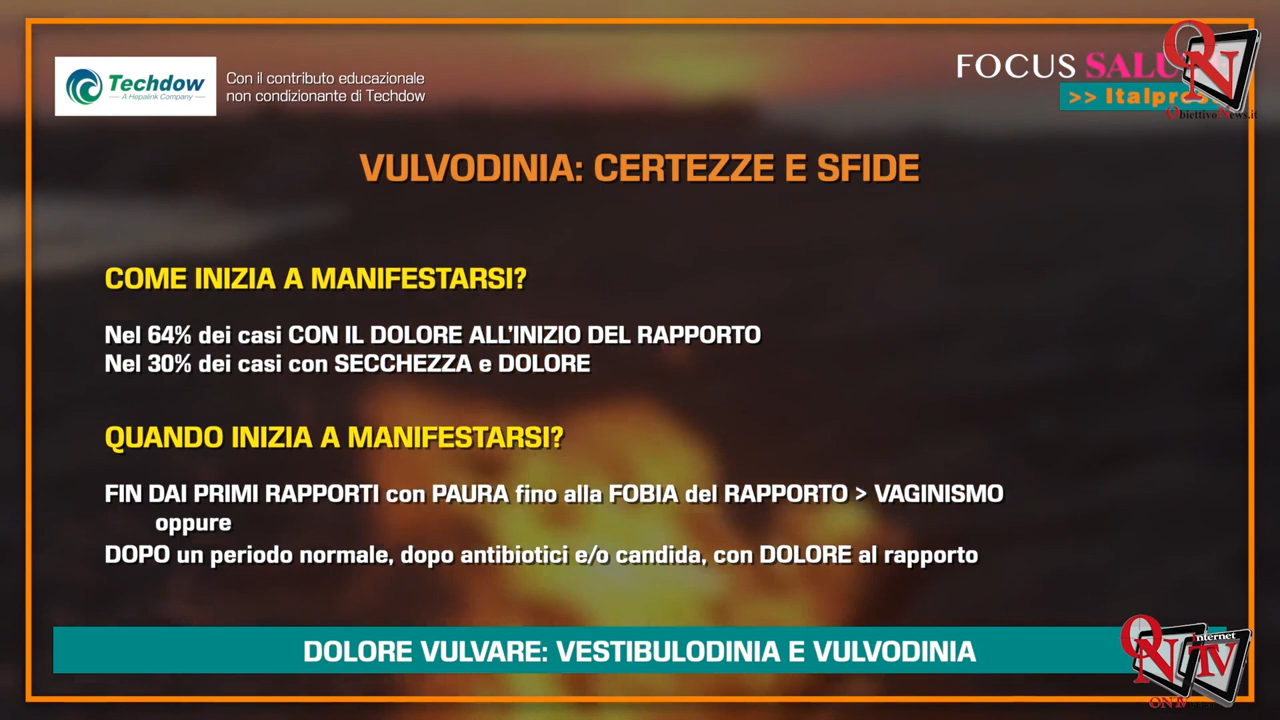 Techdow
A Hepalink Company
Con il contributo educazionale
non condizionante di Techdow
FOCUS
>>
ObiettivoNews.it
VULVODINIA: CERTEZZE E SFIDE
COME INIZIA A MANIFESTARSI?
Nel 64% dei casi CON IL DOLORE ALL'INIZIO DEL RAPPORTO
Nel 30% dei casi con SECCHEZZA e DOLORE
QUANDO INIZIA A MANIFESTARSI?
FIN DAI PRIMI RAPPORTI con PAURA fino alla FOBIA del RAPPORTO > VAGINISMO
oppure
DOPO un periodo normale, dopo antibiotici e/o candida, con DOLORE al rapporto
DOLORE VULVARE: VESTIBULODINIA E VULVODINIA
Internet